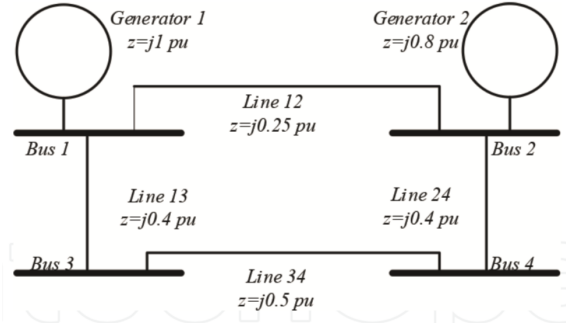 Generator 1
z=j1 pu
Generator 2
z=j0.8 pu
Line 12
z=j0.25 pu
Bus 1
Bus 2
Line 13
z=j0.4 pu
Line 24
z=j0.4 pu
Bus 3
Bus 4
Line 34
z=j0.5 pu